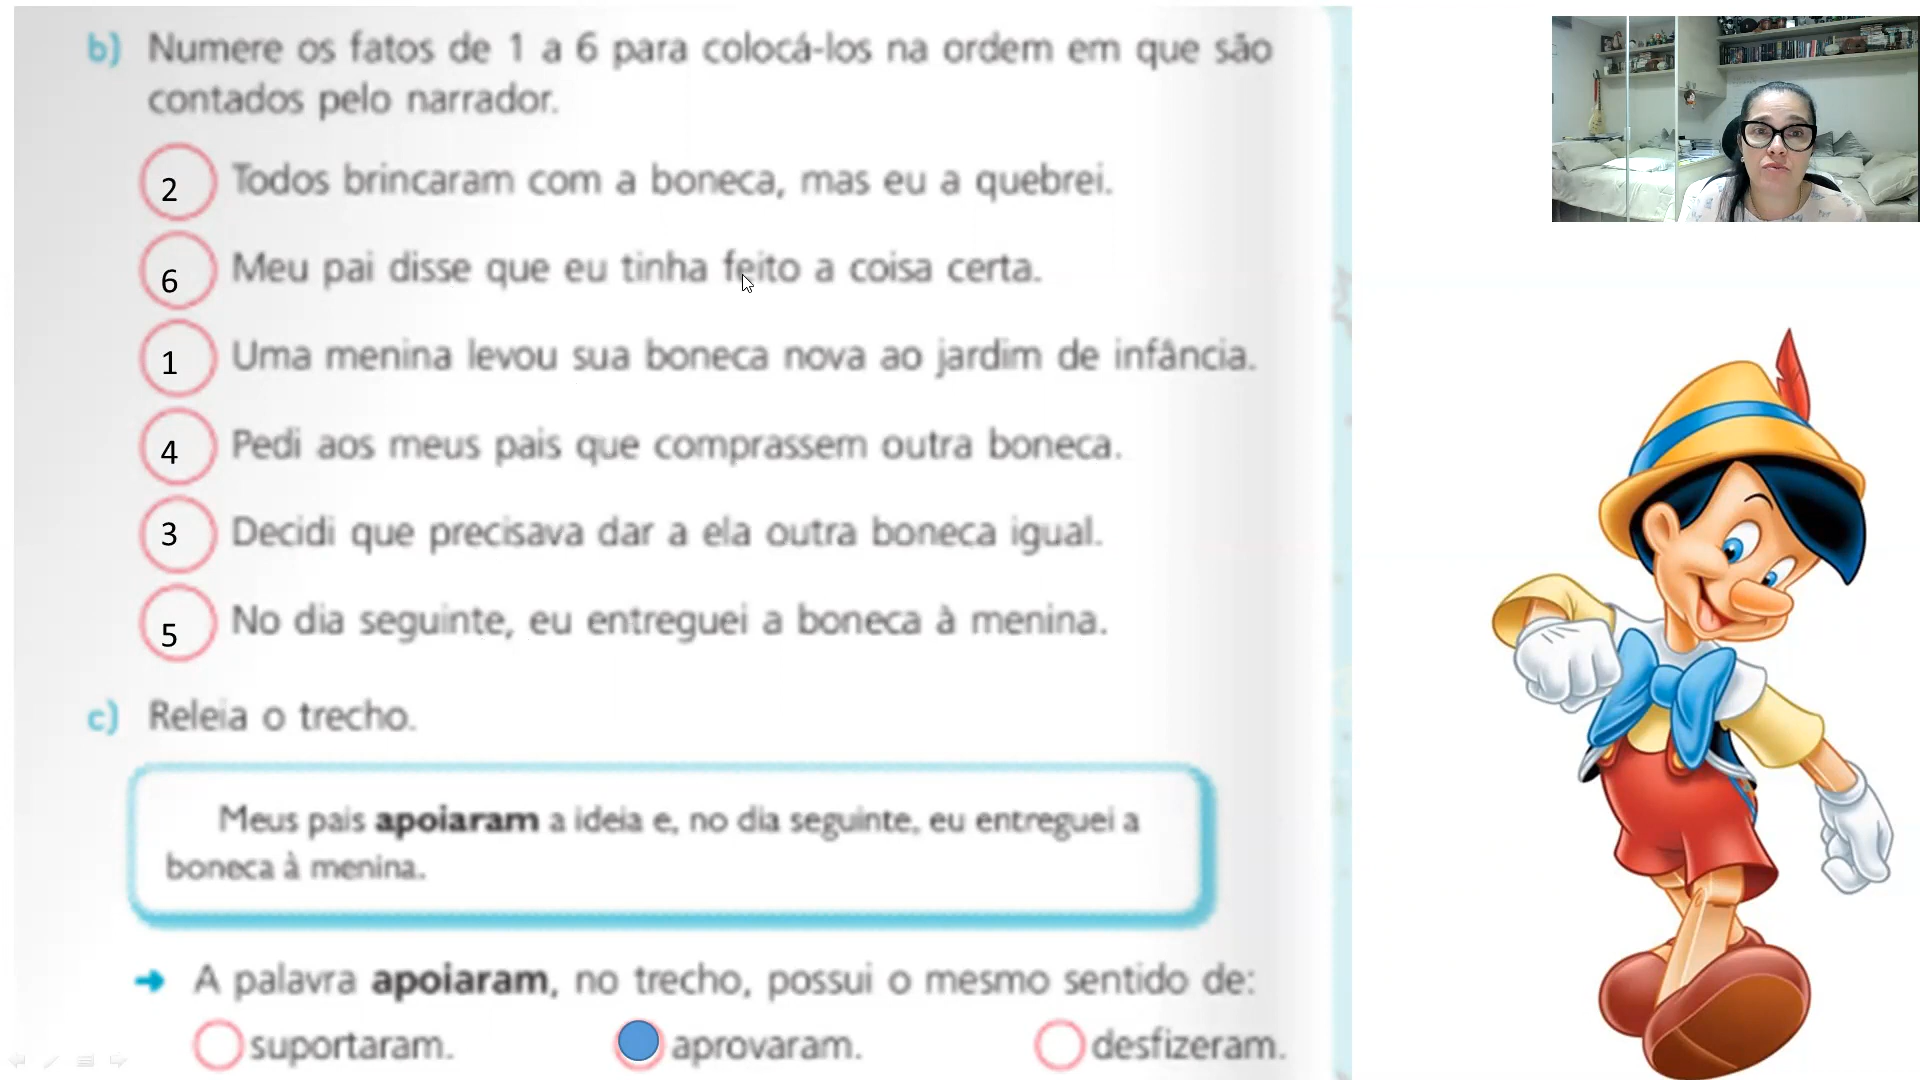 b) Numere os fatos de 1 a 6 para colocá-los na ordem em que são
contados pelo narrador.
2 Todos brincaram com a boneca, mas eu a quebrei.
6 Meu pai disse que eu tinha feito a coisa certa.
1 Uma menina levou sua boneca nova ao jardim de infância.
4 Pedi aos meus pais que comprassem outra boneca.
3 Decidi que precisava dar a ela outra boneca igual.
5 No dia seguinte, eu entreguei a boneca à menina.
c) Releia o trecho.
Meus pais apoiaram a ideia e, no dia seguinte, eu entreguei a
boneca à menina.
A palavra apoiaram, no trecho, possui o mesmo sentido de:
suportaram. aprovaram. desfizeram.